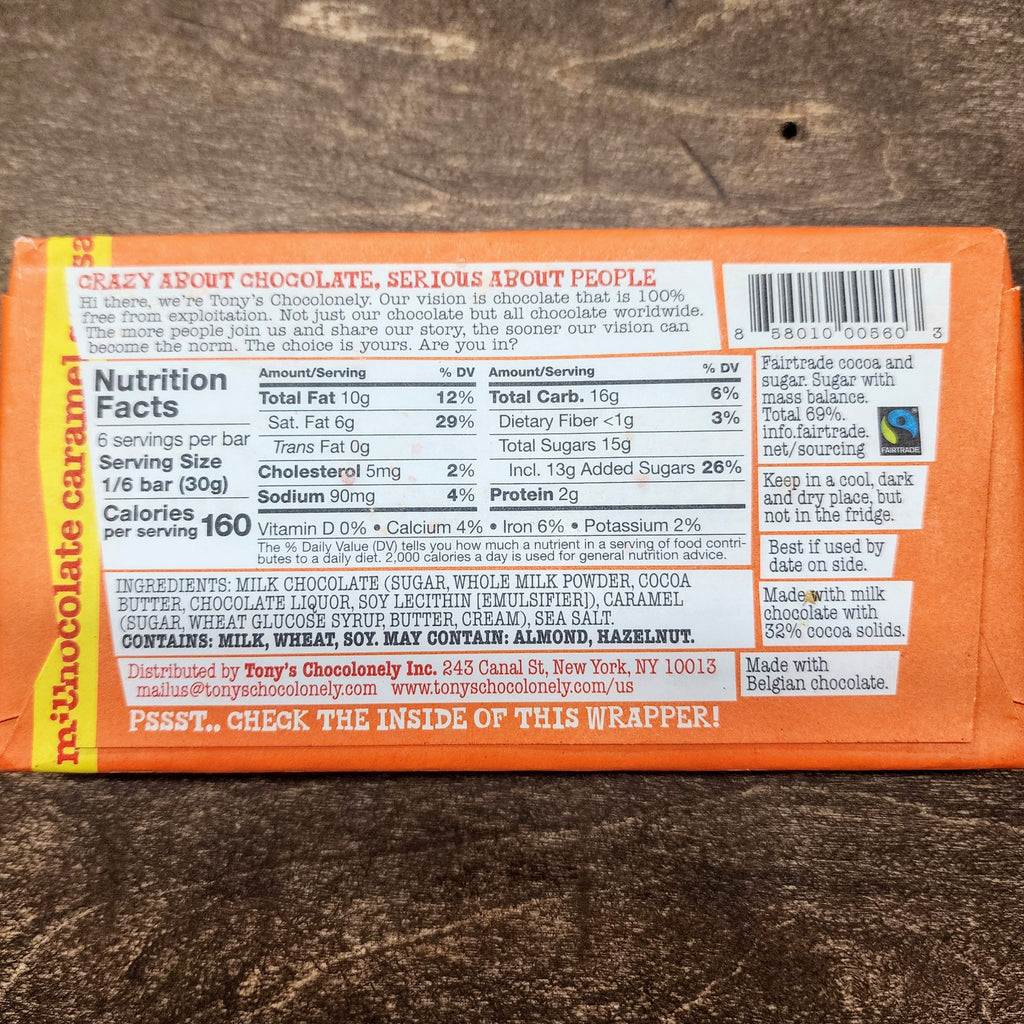 CRAZY ABOUT CHOCOLATE, SERIOUS ABOUT PEOPLE
Hi there, we're Tony's Chocolonely. Our vision is chocolate that is 100%
free from exploitation. Not just our chocolate but all chocolate worldwide.
The more people join us and share our story, the sooner our vision can
become the norm. The choice is yours. Are you in?
8 58010 00560 3
Nutrition
Facts
6 servings per bar
Serving Size
1/6 bar (30g)
Calories
per serving 160
Amount/Serving % DV
Total Fat 10g 12%
Sat. Fat 6g 29%
Trans Fat 0g
Cholesterol 5mg 2%
Sodium 90mg 4%
Amount/Serving % DV
Total Carb. 16g 6%
Dietary Fiber <1g 3%
Total Sugars 15g
Incl. 13g Added Sugars 26%
Protein 2g
Vitamin D 0% • Calcium 4% • Iron 6% • Potassium 2%
The % Daily Value (DV) tells you how much a nutrient in a serving of food contri-
butes to a daily diet. 2,000 calories a day is used for general nutrition advice.
INGREDIENTS: MILK CHOCOLATE (SUGAR, WHOLE MILK POWDER, COCOA
BUTTER, CHOCOLATE LIQUOR, SOY LECITHIN [EMULSIFIER]), CARAMEL
(SUGAR, WHEAT GLUCOSE SYRUP, BUTTER, CREAM), SEA SALT.
CONTAINS: MILK, WHEAT, SOY. MAY CONTAIN: ALMOND, HAZELNUT.
Distributed by Tony's Chocolonely Inc. 243 Canal St, New York, NY 10013
mailus@tonyschocolonely.com www.tonyschocolonely.com/us
PSSST.. CHECK THE INSIDE OF THIS WRAPPER!
Fairtrade cocoa and
sugar. Sugar with
mass balance.
Total 69%.
info.fairtrade.
net/sourcing
FAIRTRADE
Keep in a cool, dark
and dry place, but
not in the fridge.
Best if used by
date on side.
Made with milk
chocolate with
32% cocoa solids.
Made with
Belgian chocolate.
caramel